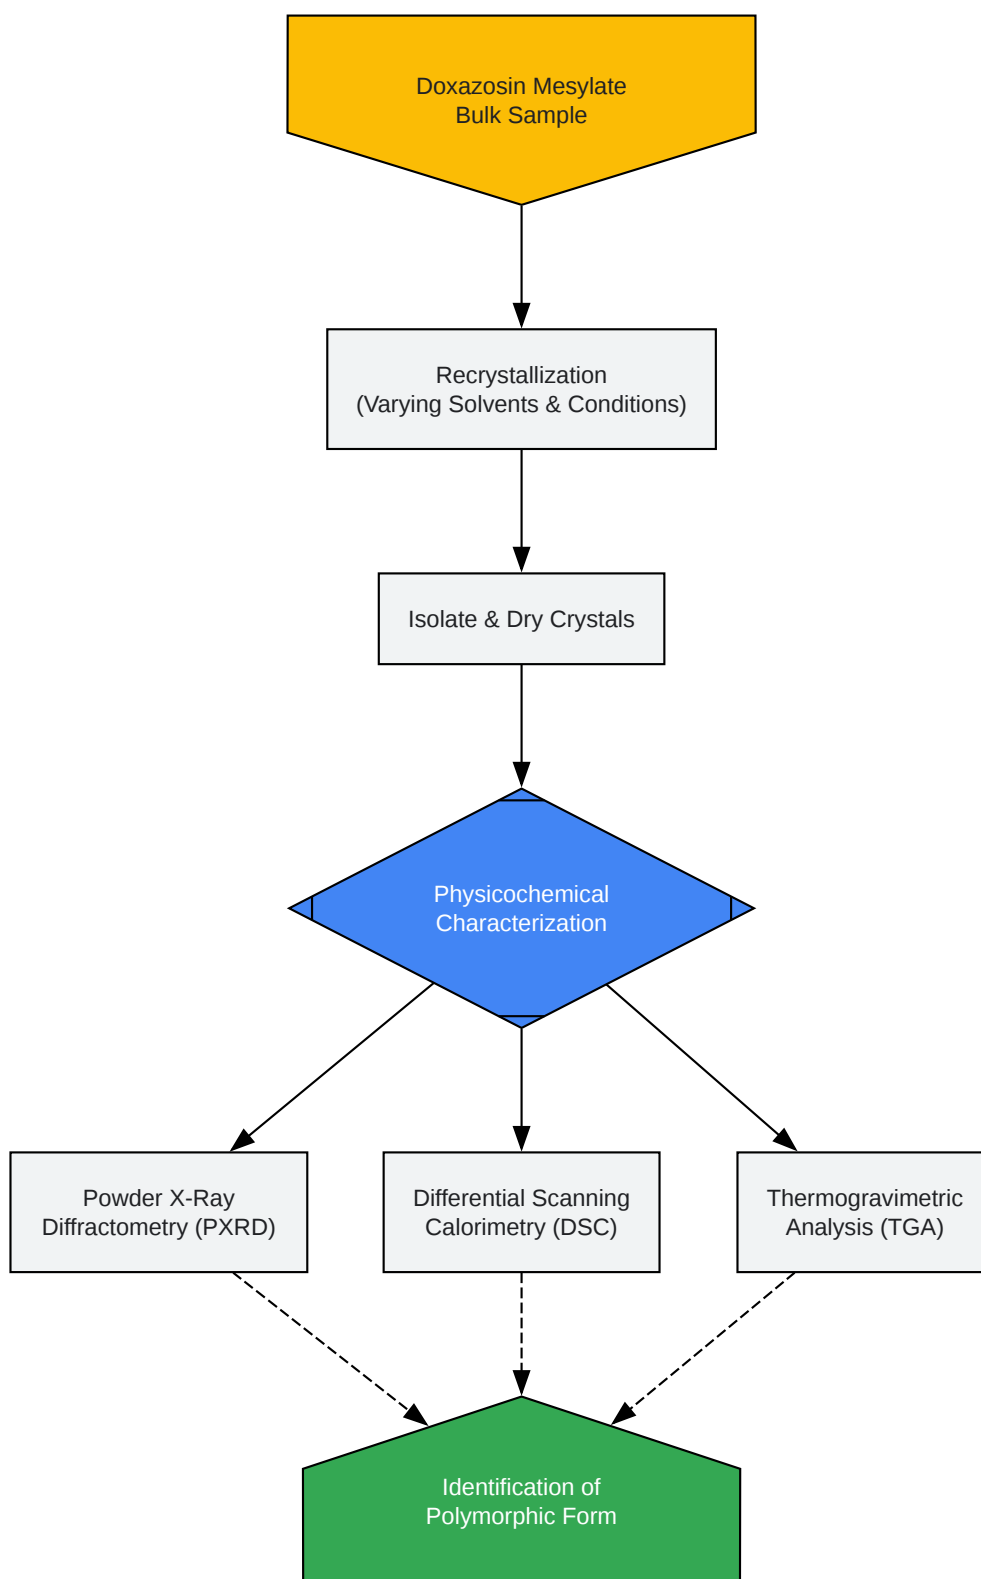 Doxazosin Mesylate
Bulk Sample
Recrystallization
(Varying Solvents & Conditions)
Isolate & Dry Crystals
Physicochemical
Characterization
Powder X-Ray
Diffractometry (PXRD)
Differential Scanning
Calorimetry (DSC)
Thermogravimetric
Analysis (TGA)
Identification of
Polymorphic Form